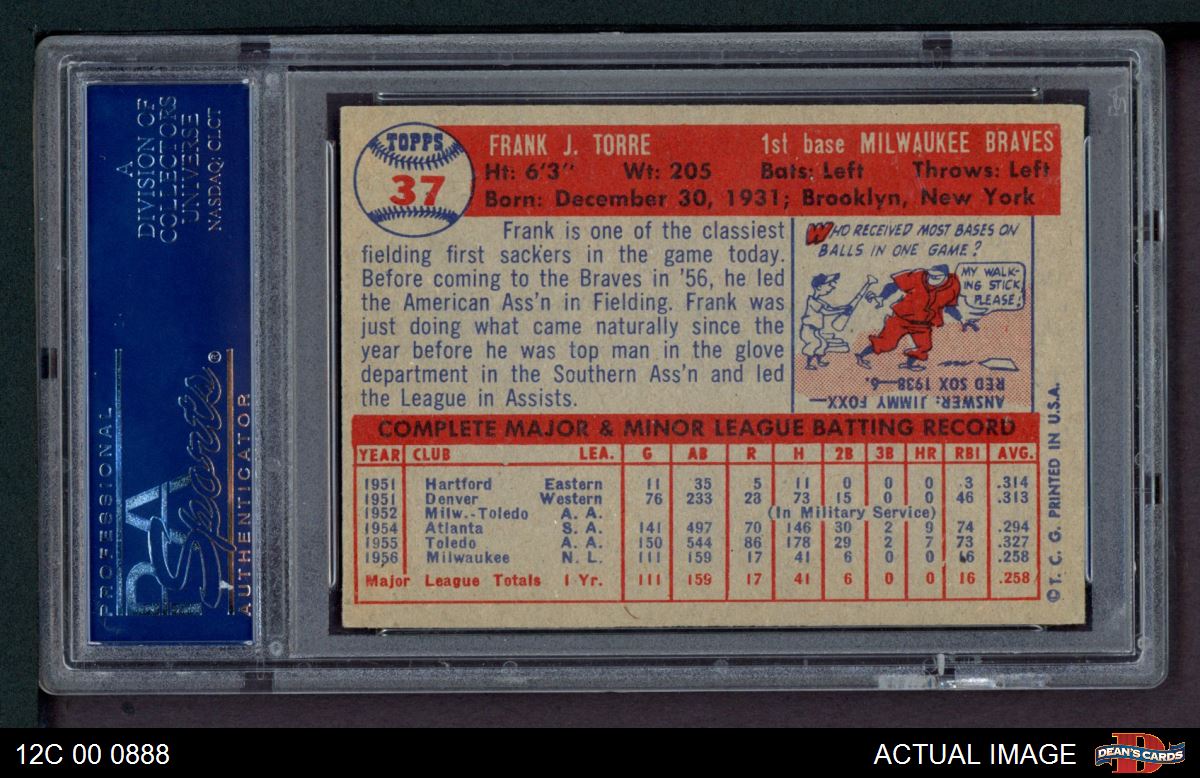 A
DIVISION OF
COLLECTORS
UNIVERSE
NASDAQ: CLCT
PROFESSIONAL
PSA
Sports®
AUTHENTICATOR
TOPPS
37
FRANK J. TORRE 1st base MILWAUKEE BRAVES
Ht: 6'3" Wt: 205 Bats: Left Throws: Left
Born: December 30, 1931; Brooklyn, New York
Frank is one of the classiest
fielding first sackers in the game today.
Before coming to the Braves in '56, he led
the American Ass'n in Fielding. Frank was
just doing what came naturally since the
year before he was top man in the glove
department in the Southern Ass'n and led
the League in Assists.
WHO RECEIVED MOST BASES ON
BALLS IN ONE GAME?
MY WALK-
ING STICK,
PLEASE!
ANSWER: JIMMY FOXX—
RED SOX 1938—6.
COMPLETE MAJOR & MINOR LEAGUE BATTING RECORD
YEAR CLUB LEA. G AB R H 2B 3B HR RBI AVG.
1951 Hartford Eastern 11 35 5 11 0 0 0 3 .314
1951 Denver Western 76 233 23 73 15 0 0 46 .313
1952 Milw.-Toledo A. A. (In Military Service)
1954 Atlanta S. A. 141 497 70 146 30 2 9 74 .294
1955 Toledo A. A. 150 544 86 178 29 2 7 73 .327
1956 Milwaukee N. L. 111 159 17 41 6 0 0 16 .258
Major League Totals 1 Yr. 111 159 17 41 6 0 0 16 .258
© T. C. G. PRINTED IN U.S.A.
12C 00 0888
ACTUAL IMAGE
DEAN'S CARDS